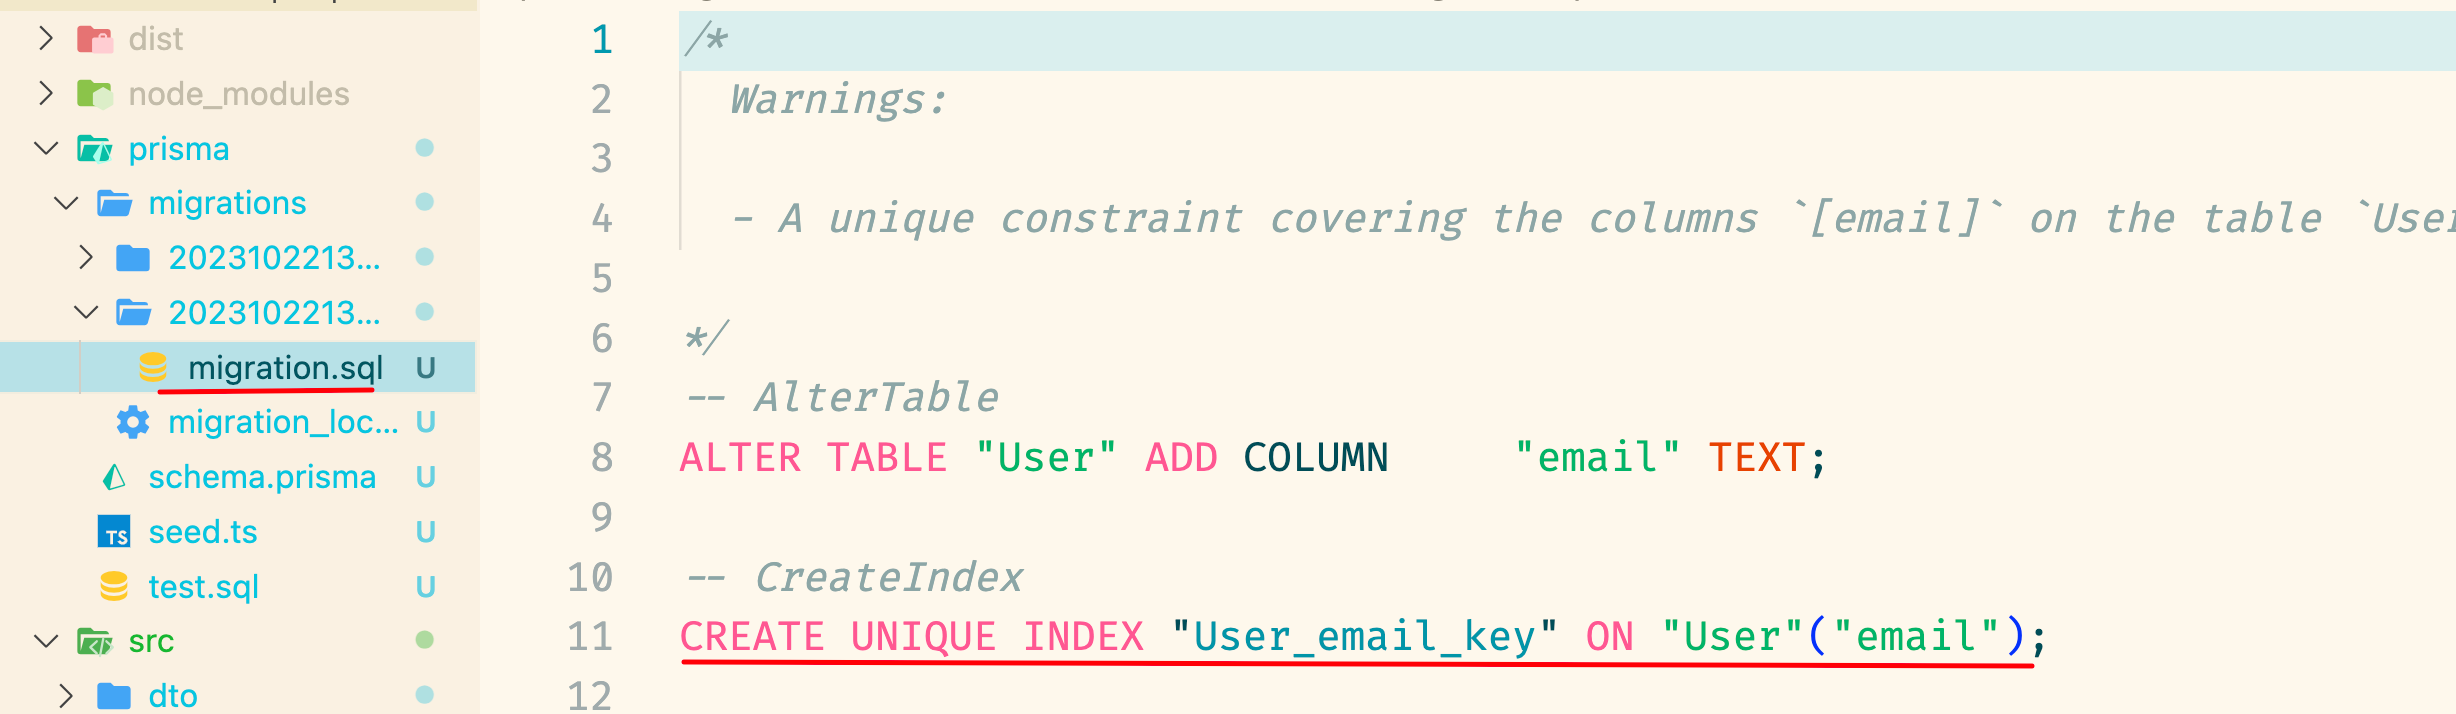 dist
node_modules
prisma
migrations
2023102213...
2023102213...
migration.sql U
migration_loc... U
schema.prisma U
TS seed.ts U
test.sql U
src
dto
1 /*
2 Warnings:
3
4 - A unique constraint covering the columns `[email]` on the table `User
5
6 */
7 -- AlterTable
8 ALTER TABLE "User" ADD COLUMN     "email" TEXT;
9
10 -- CreateIndex
11 CREATE UNIQUE INDEX "User_email_key" ON "User"("email");
12